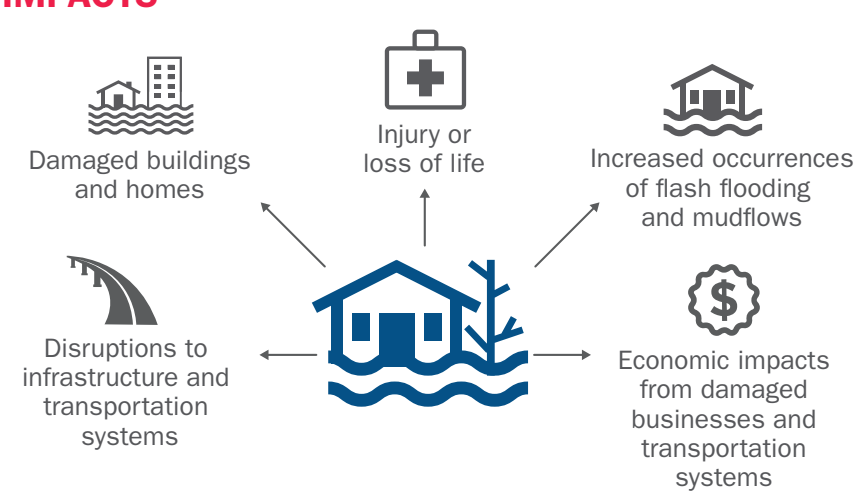 IMPACTS
Injury or
loss of life
Damaged buildings
and homes
Increased occurrences
of flash flooding
and mudflows
$
Disruptions to
infrastructure and
transportation
systems
Economic impacts
from damaged
businesses and
transportation
systems